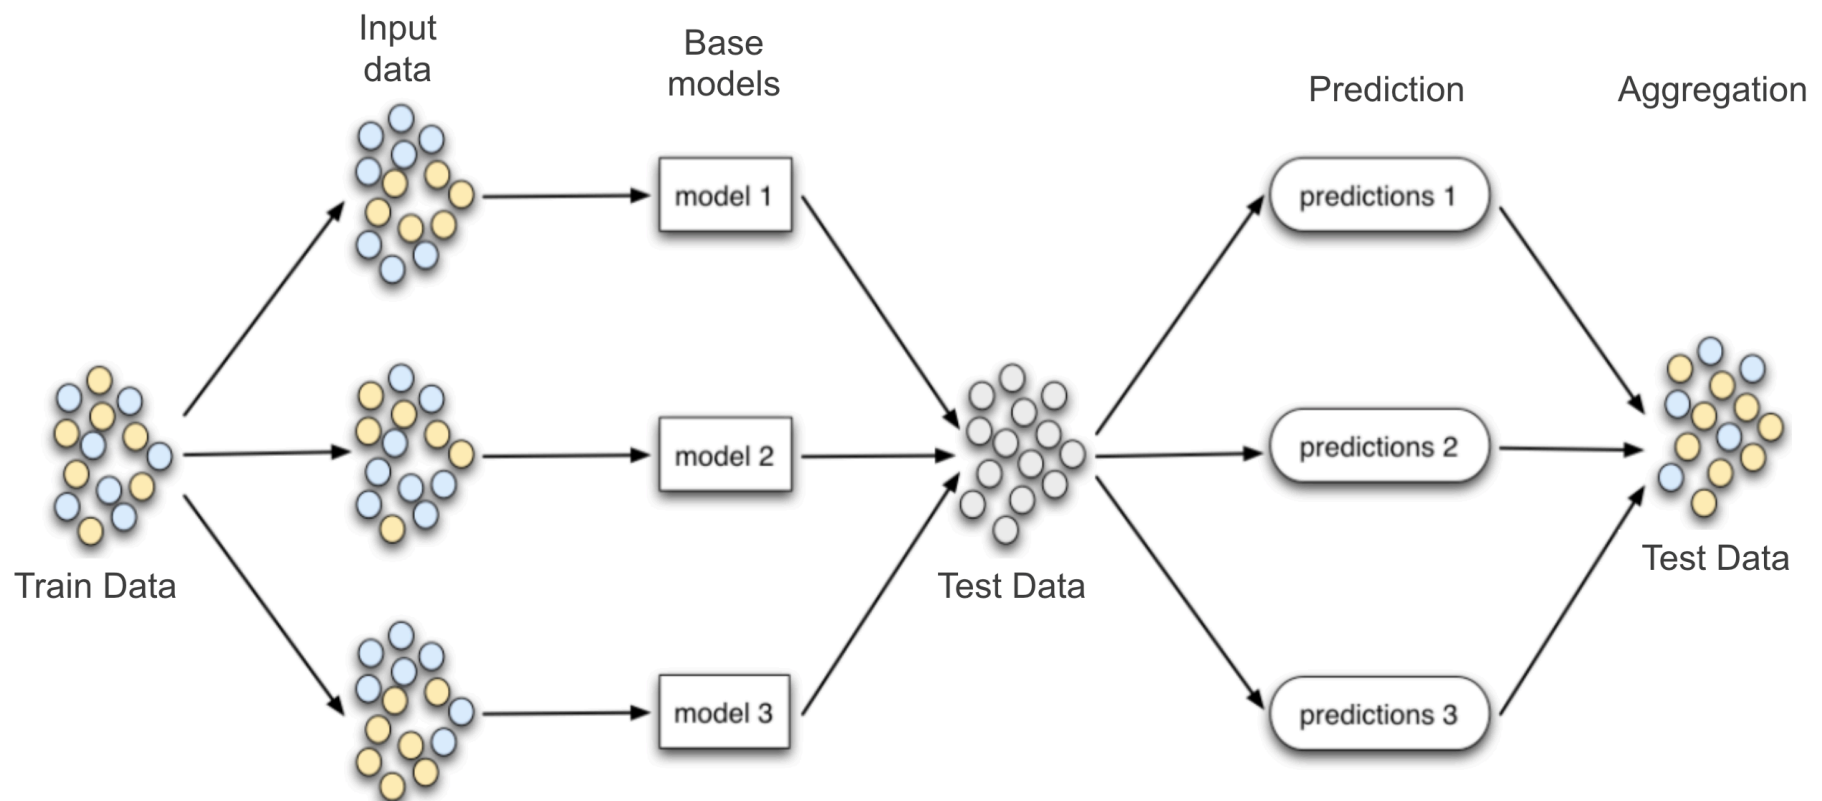 Input
data
Base
models
Prediction
Aggregation
model 1
predictions 1
model 2
predictions 2
Train Data
Test Data
Test Data
model 3
predictions 3